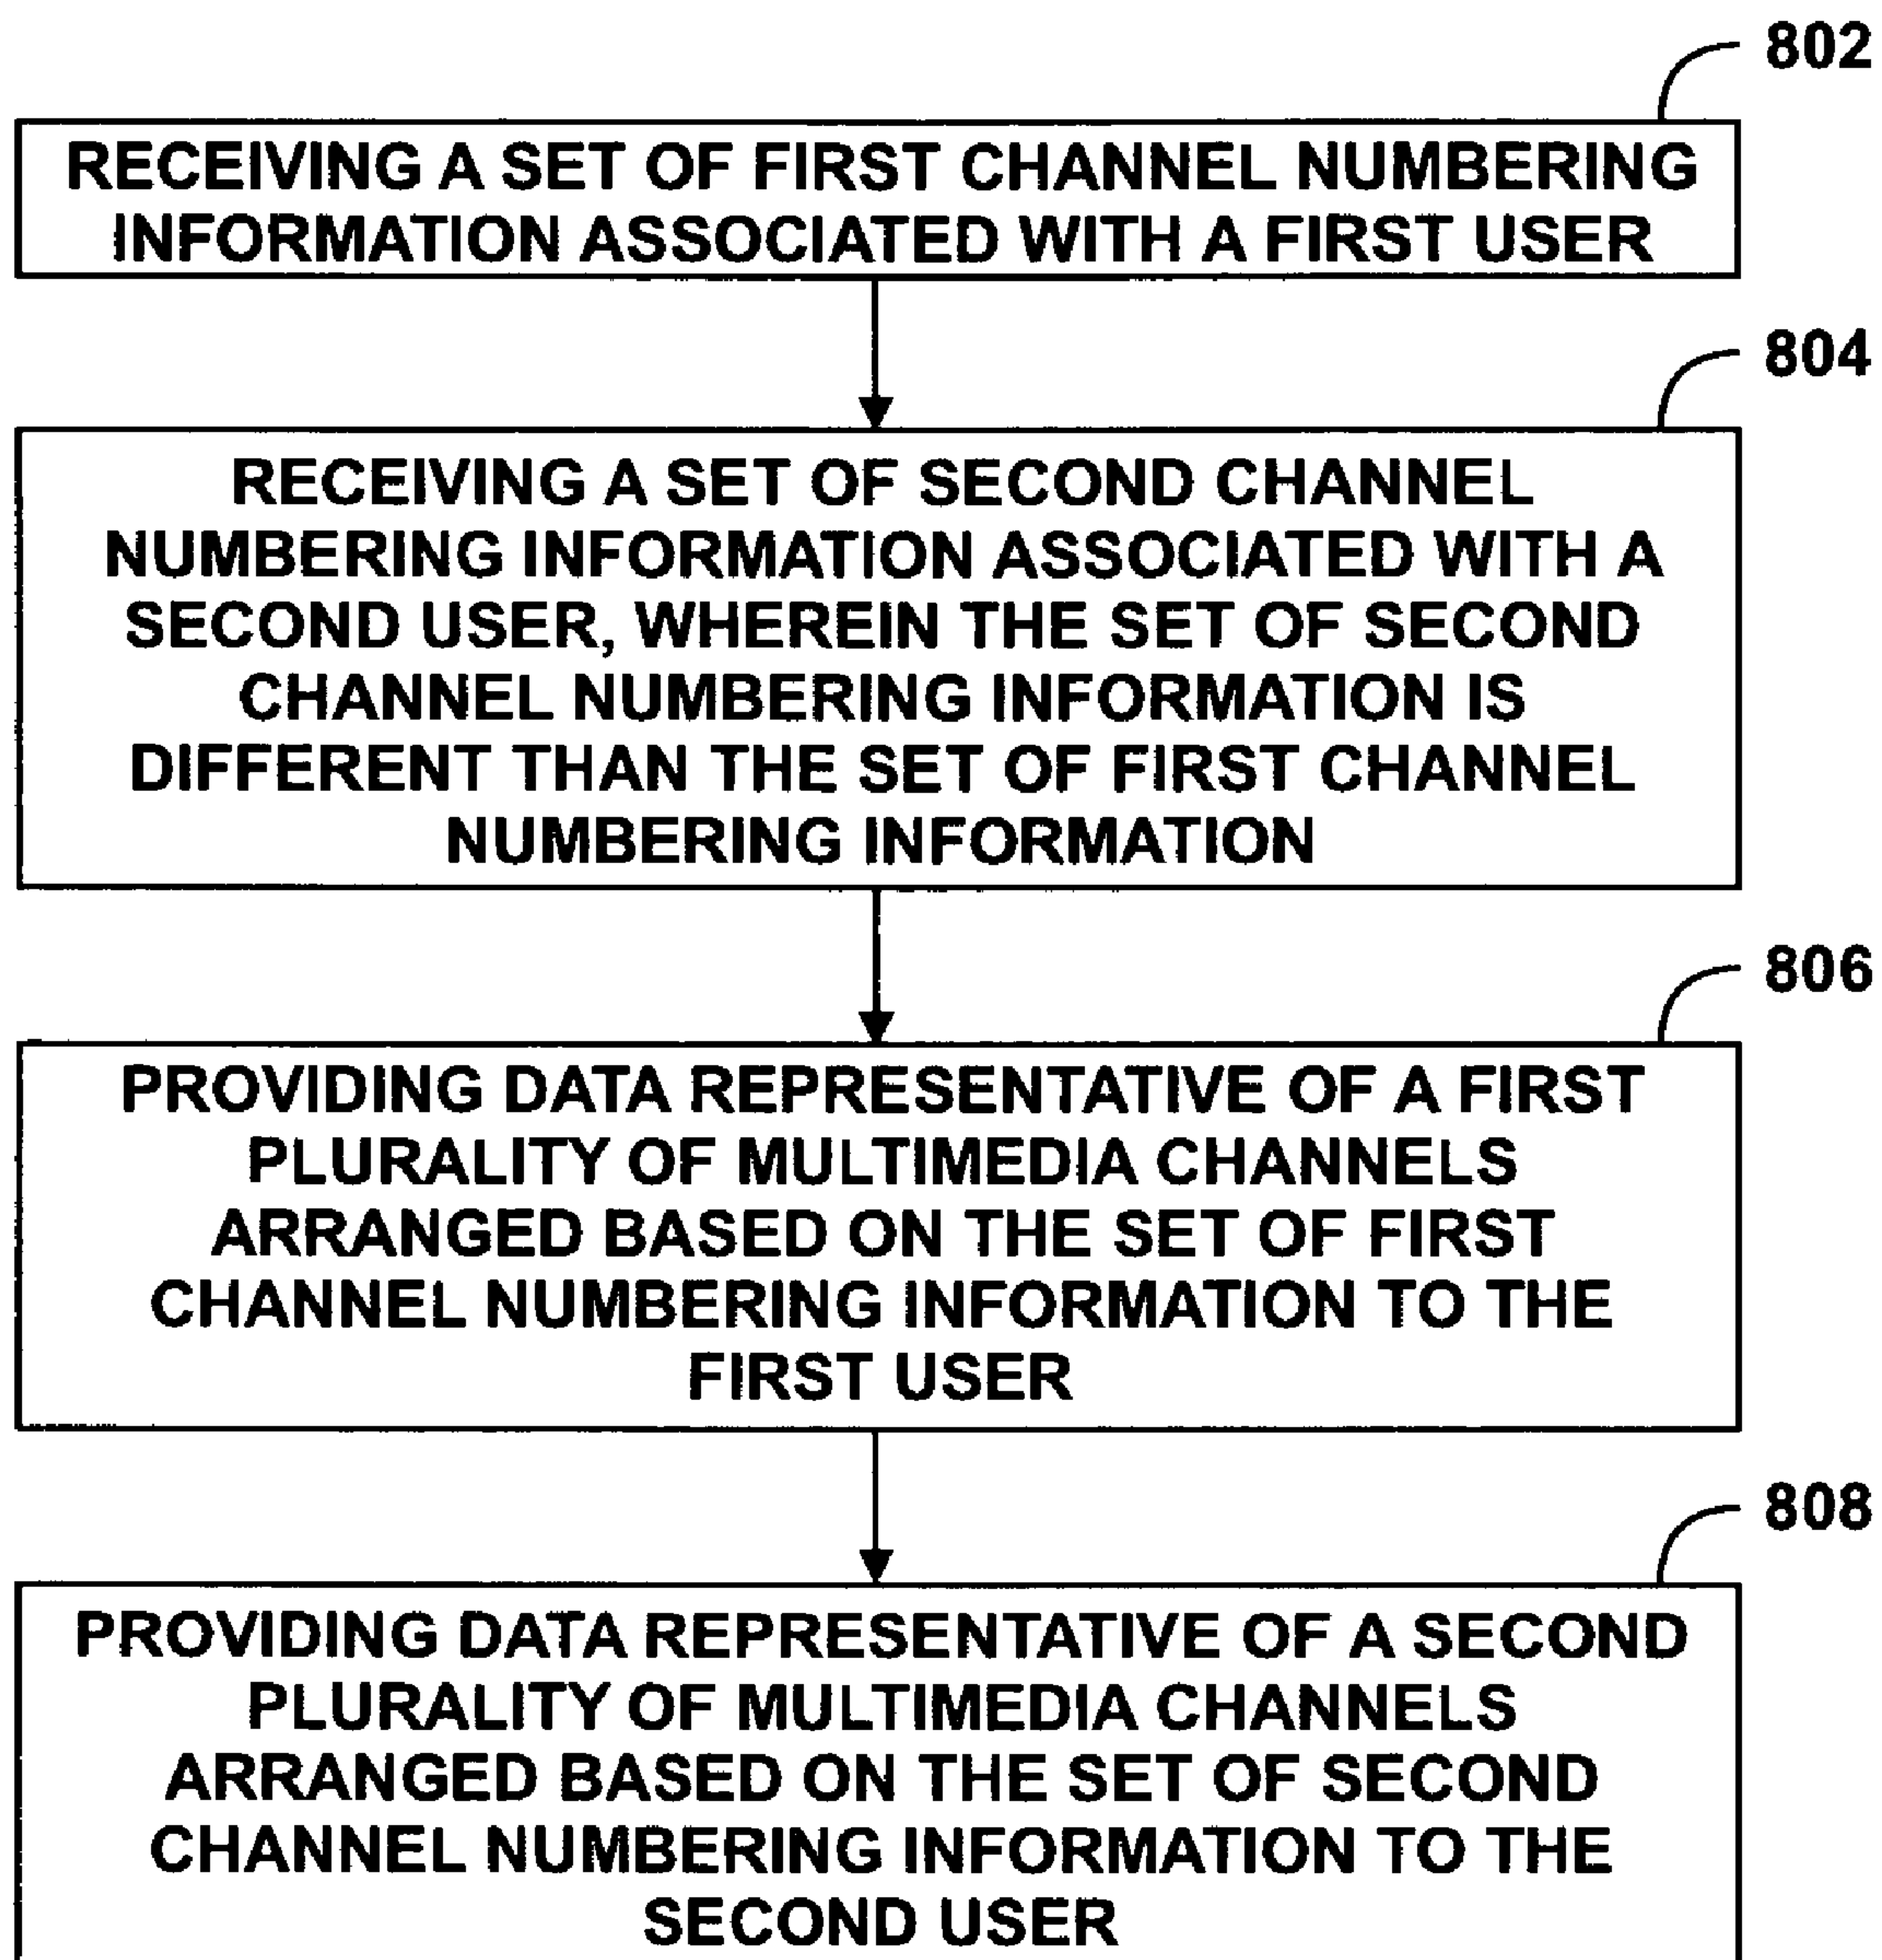 802
RECEIVING A SET OF FIRST CHANNEL NUMBERING
INFORMATION ASSOCIATED WITH A FIRST USER
804
RECEIVING A SET OF SECOND CHANNEL
NUMBERING INFORMATION ASSOCIATED WITH A
SECOND USER, WHEREIN THE SET OF SECOND
CHANNEL NUMBERING INFORMATION IS
DIFFERENT THAN THE SET OF FIRST CHANNEL
NUMBERING INFORMATION
806
PROVIDING DATA REPRESENTATIVE OF A FIRST
PLURALITY OF MULTIMEDIA CHANNELS
ARRANGED BASED ON THE SET OF FIRST
CHANNEL NUMBERING INFORMATION TO THE
FIRST USER
808
PROVIDING DATA REPRESENTATIVE OF A SECOND
PLURALITY OF MULTIMEDIA CHANNELS
ARRANGED BASED ON THE SET OF SECOND
CHANNEL NUMBERING INFORMATION TO THE
SECOND USER